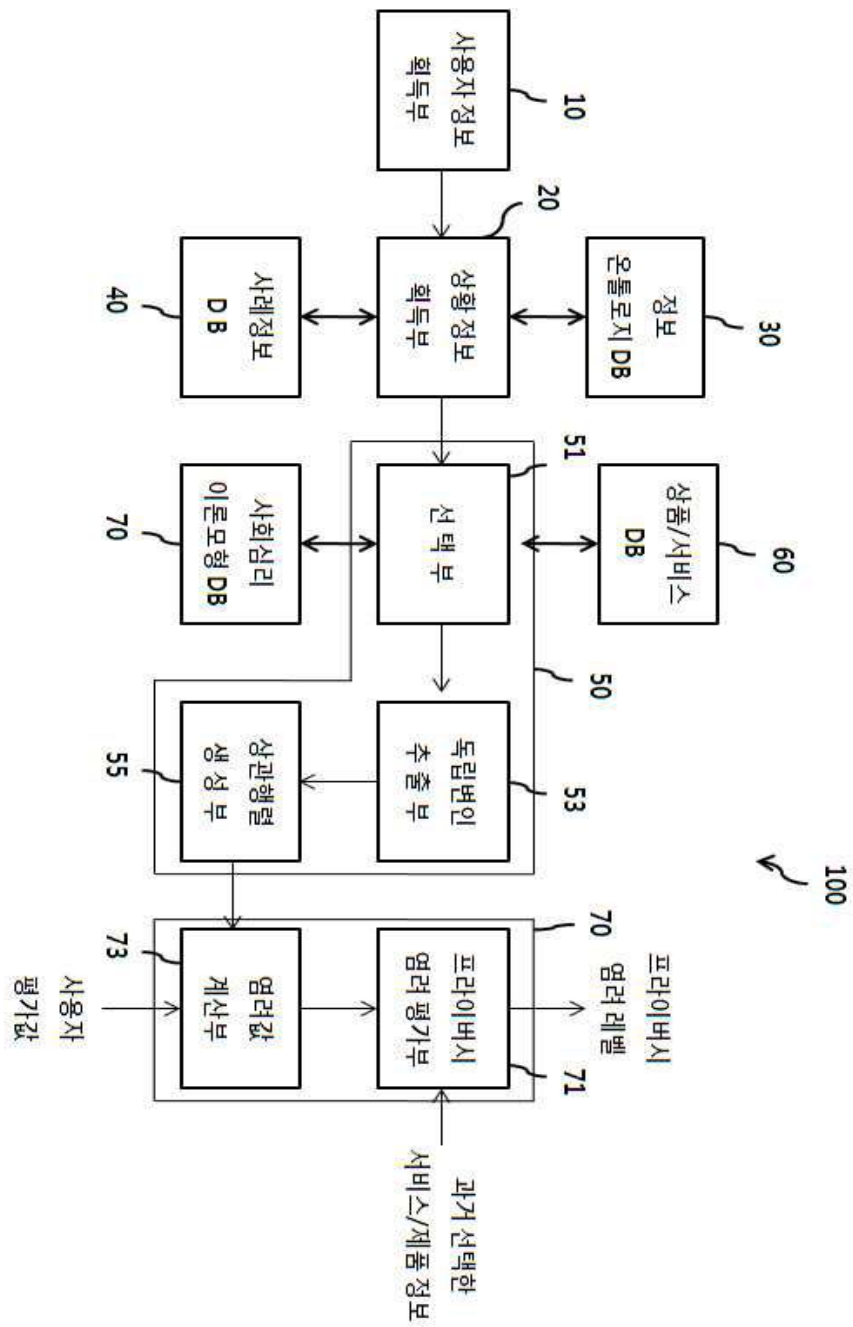 100
10
사용자 정보
획득부
20
상황 정보
획득부
30
정보
온톨로지 DB
40
사례정보
D B
50
51
선 택 부
60
상품/서비스
DB
70
사회심리
이론모형 DB
53
독립변인
추 출 부
55
상관행렬
생 성 부
70
프라이버시
염려 레벨
71
프라이버시
염려 평가부
73
염려값
계산부
사용자
평가값
과거 선택한
서비스/제품 정보